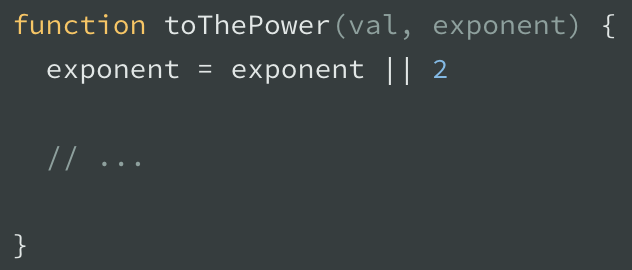 function toThePower(val, exponent) {
  exponent = exponent || 2
  // ...
}